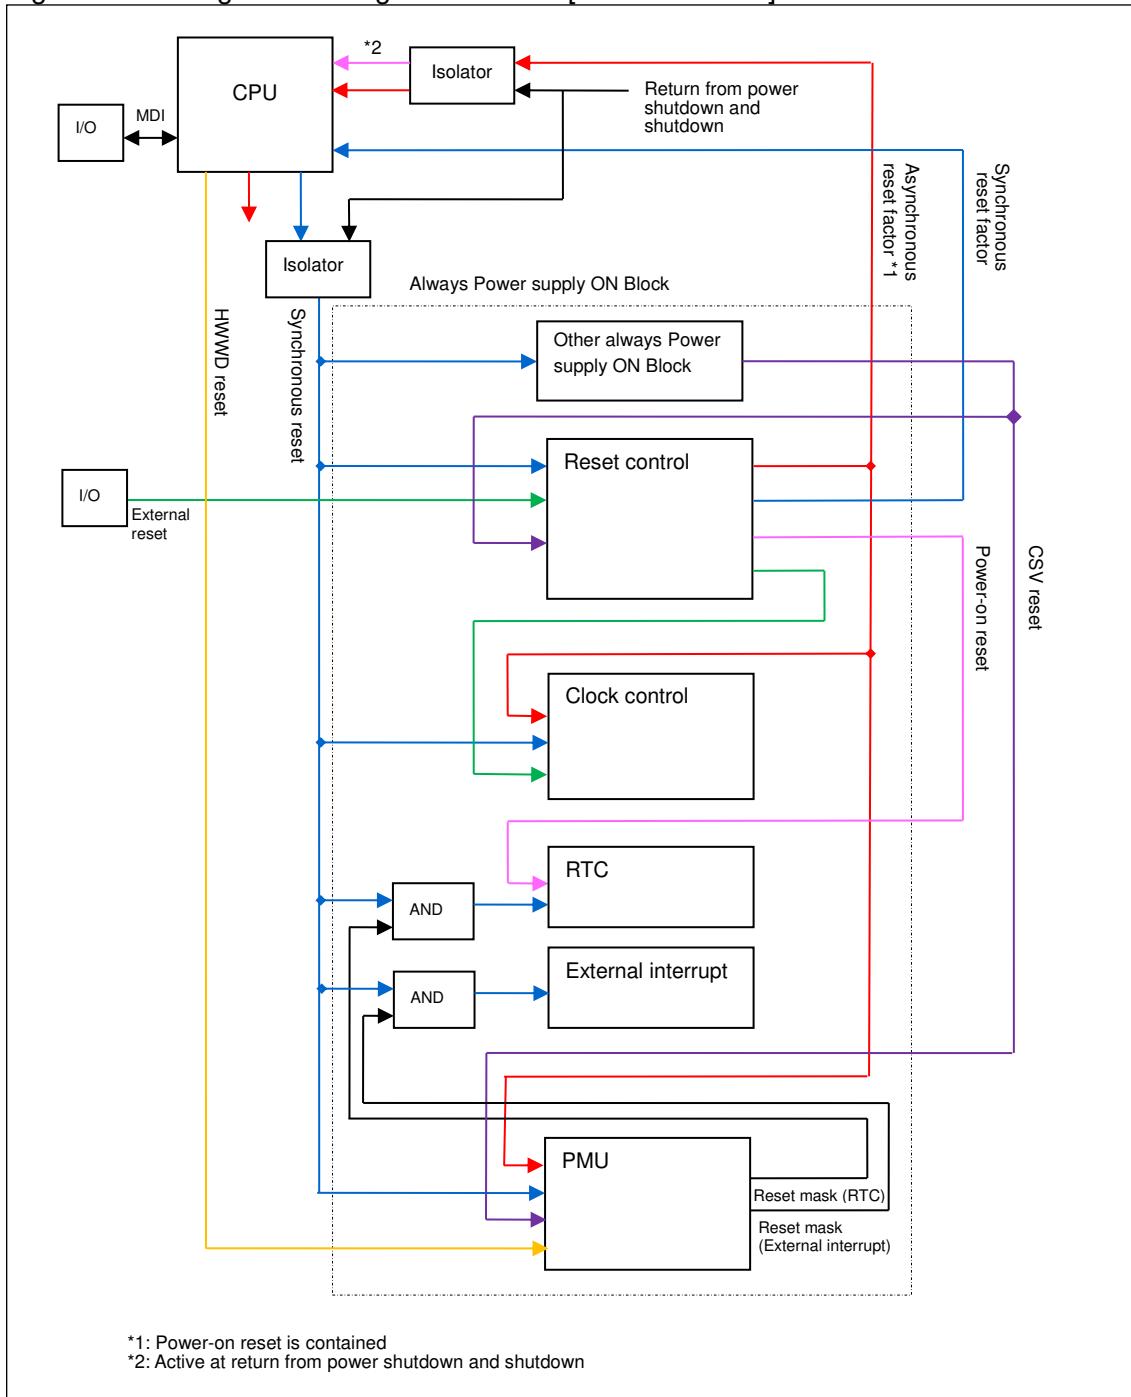 *2
Isolator
CPU
Return from power
shutdown and
shutdown
I/O
MDI
Asynchronous
reset factor *1
Synchronous
reset factor
Isolator
Always Power supply ON Block
HWWD reset
Synchronous reset
Other always Power
supply ON Block
Reset control
I/O
External
reset
Power-on reset
CSV reset
Clock control
RTC
AND
External interrupt
AND
PMU
Reset mask (RTC)
Reset mask
(External interrupt)
*1: Power-on reset is contained
*2: Active at return from power shutdown and shutdown